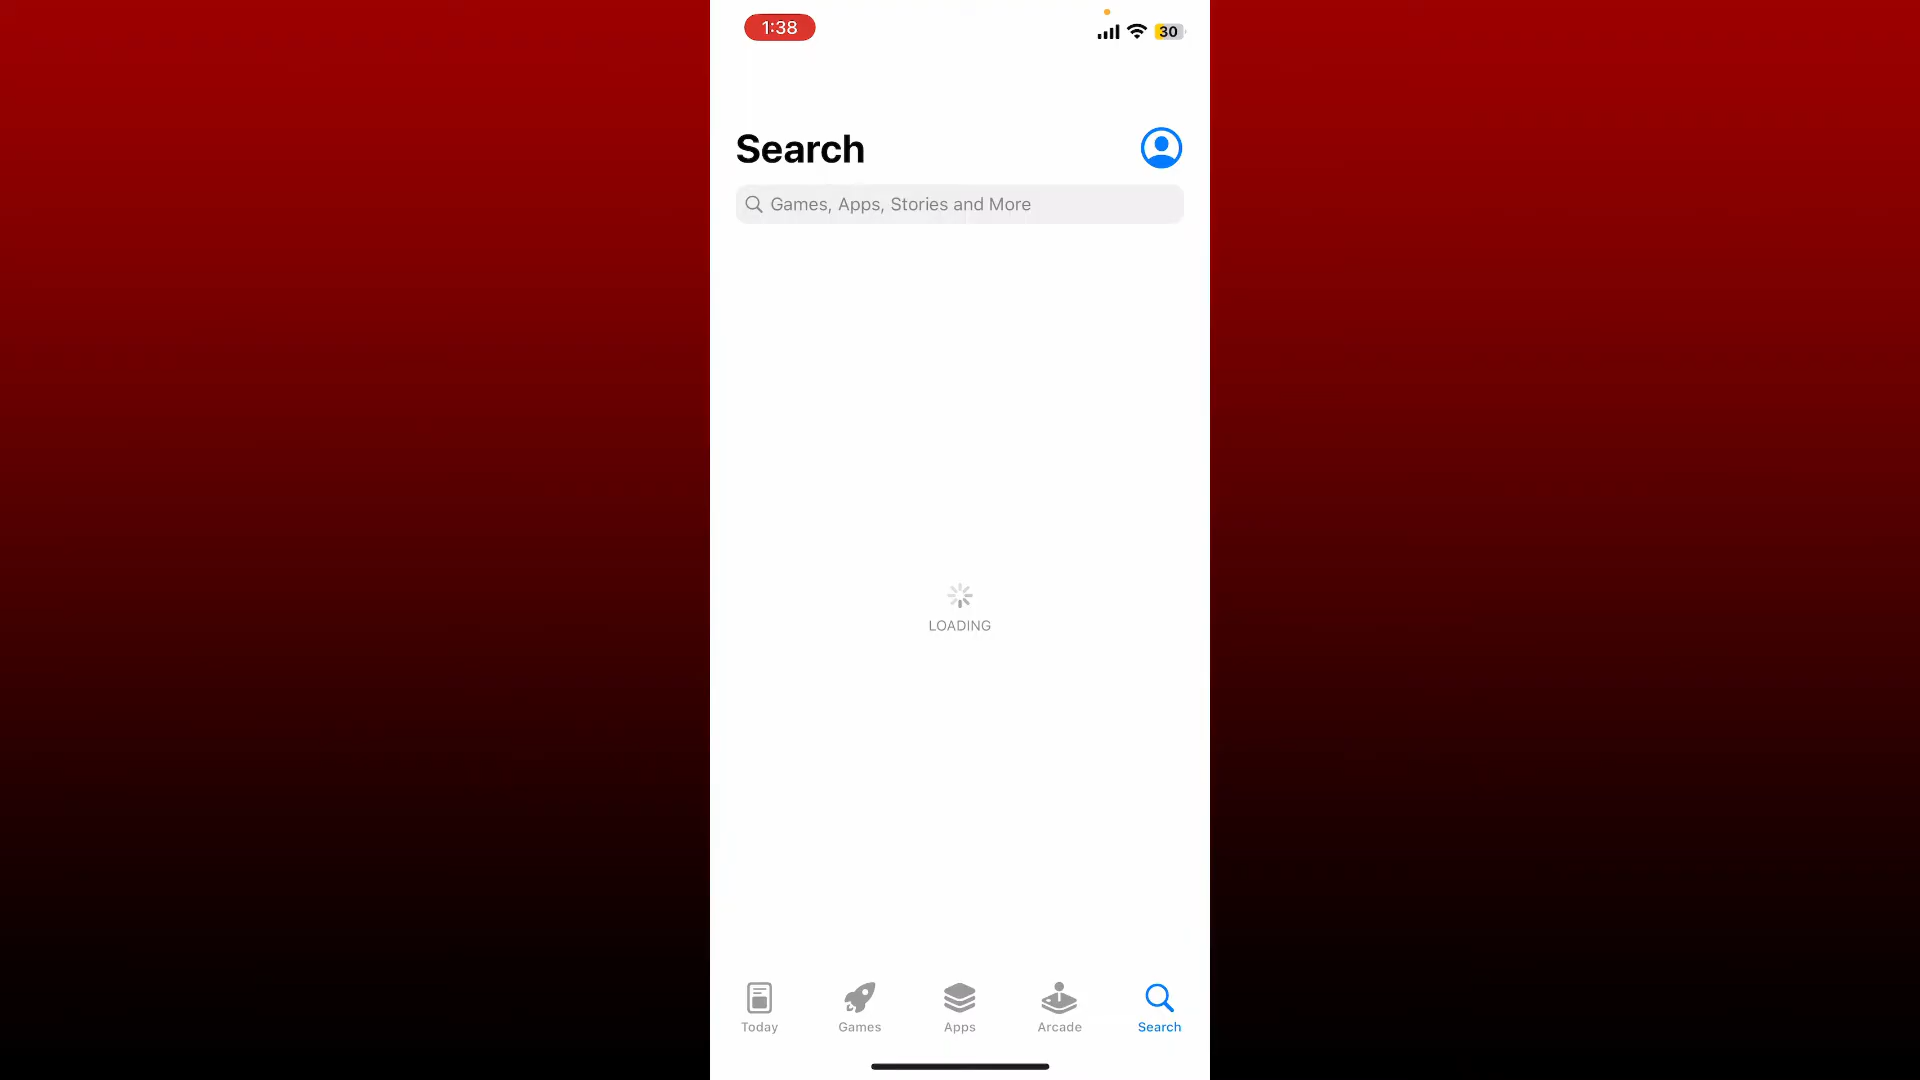 1:38
30
Search
Games, Apps, Stories and More
LOADING
Today
Games
Apps
Arcade
Search